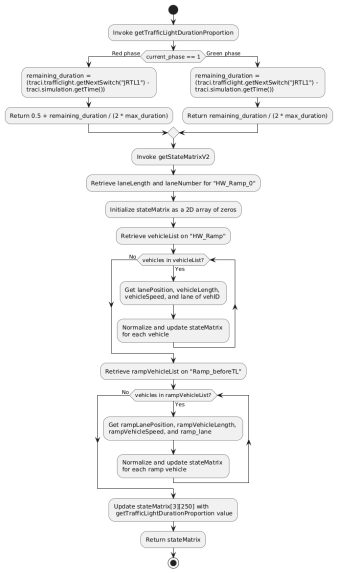 Invoke getTrafficLightDurationProportion
Red phase
current_phase == 1
Green phase
remaining_duration =
(traci.trafficlight.getNextSwitch("JRTL1") -
traci.simulation.getTime())
remaining_duration =
(traci.trafficlight.getNextSwitch("JRTL1") -
traci.simulation.getTime())
Return 0.5 + remaining_duration / (2 * max_duration)
Return remaining_duration / (2 * max_duration)
Invoke getStateMatrixV2
Retrieve laneLength and laneNumber for "HW_Ramp_0"
Initialize stateMatrix as a 2D array of zeros
Retrieve vehicleList on "HW_Ramp"
No
vehicles in vehicleList?
Yes
Get lanePosition, vehicleLength,
vehicleSpeed, and lane of vehID
Normalize and update stateMatrix
for each vehicle
Retrieve rampVehicleList on "Ramp_beforeTL"
No
vehicles in rampVehicleList?
Yes
Get rampLanePosition, rampVehicleLength,
rampVehicleSpeed, and ramp_lane
Normalize and update stateMatrix
for each ramp vehicle
Update stateMatrix[3][250] with
getTrafficLightDurationProportion value
Return stateMatrix